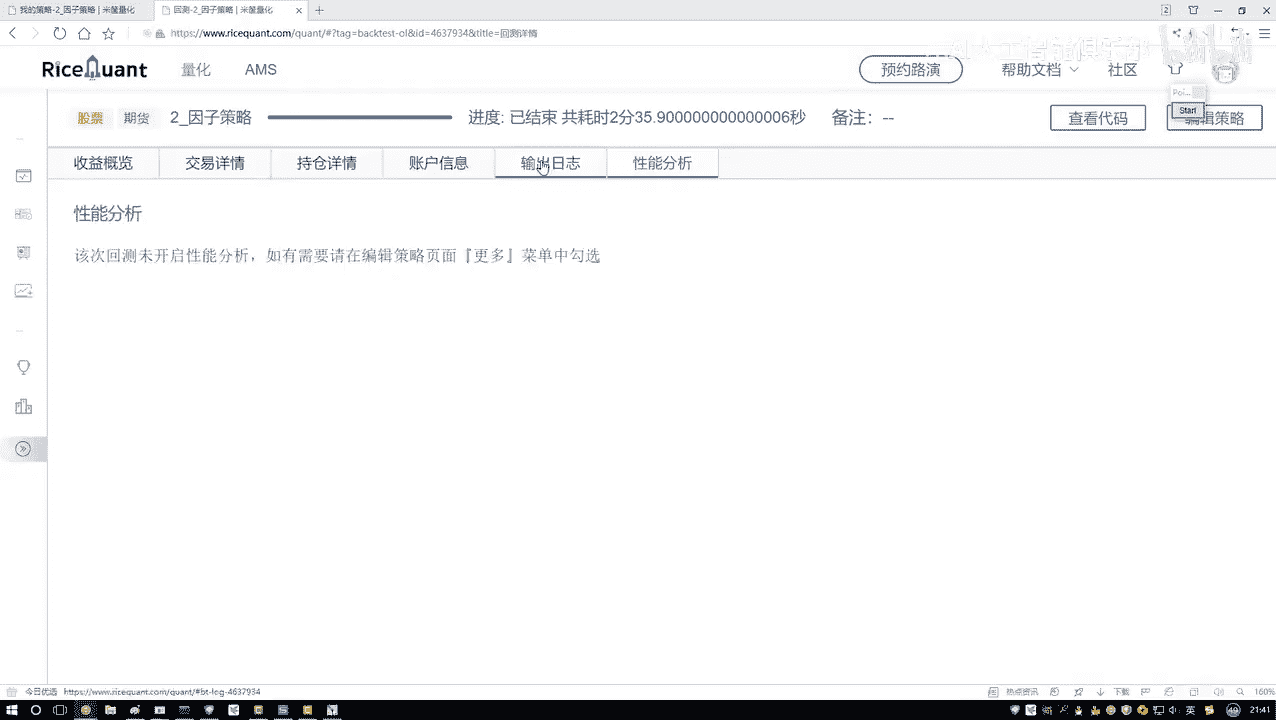 我的策略-2_因子策略 | 米筐量化
回测-2_因子策略 | 米筐量化
https://www.ricequant.com/quant/#?tag=backtest-ol&id=4637934&title=回测详情
RiceQuant 量化 AMS 预约路演 帮助文档 社区
Poi...
Start
股票 期货 2_因子策略 进度: 已结束 共耗时2分35.900000000000006秒 备注: -- 查看代码 编辑策略
收益概览 交易详情 持仓详情 账户信息 输出日志 性能分析
性能分析
该次回测未开启性能分析，如有需要请在编辑策略页面『更多』菜单中勾选
今日优选 https://www.ricequant.com/quant/#bt-log-4637934 热点资讯 下载 160%
英 21:41